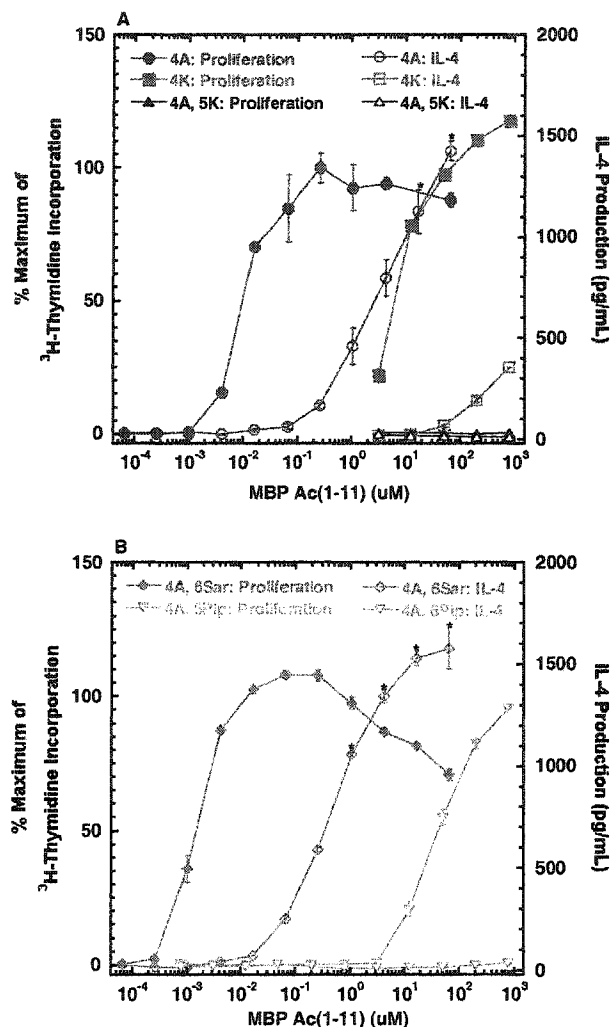 A
4A: Proliferation
4K: Proliferation
4A, 5K: Proliferation
4A: IL-4
4K: IL-4
4A, 5K: IL-4
150
100
50
0
2000
1500
1000
500
0
% Maximum of
³H-Thymidine Incorporation
IL-4 Production (pg/mL)
* *
10⁻⁴ 10⁻³ 10⁻² 10⁻¹ 10⁰ 10¹ 10² 10³
MBP Ac(1-11) (uM)
B
4A, 6Sar: Proliferation
4A, Proliferation
4A, 6Sar: IL-4
4A, IL-4
150
100
50
0
2000
1500
1000
500
0
% Maximum of
³H-Thymidine Incorporation
IL-4 Production (pg/mL)
* * * *
10⁻⁴ 10⁻³ 10⁻² 10⁻¹ 10⁰ 10¹ 10² 10³
MBP Ac(1-11) (uM)